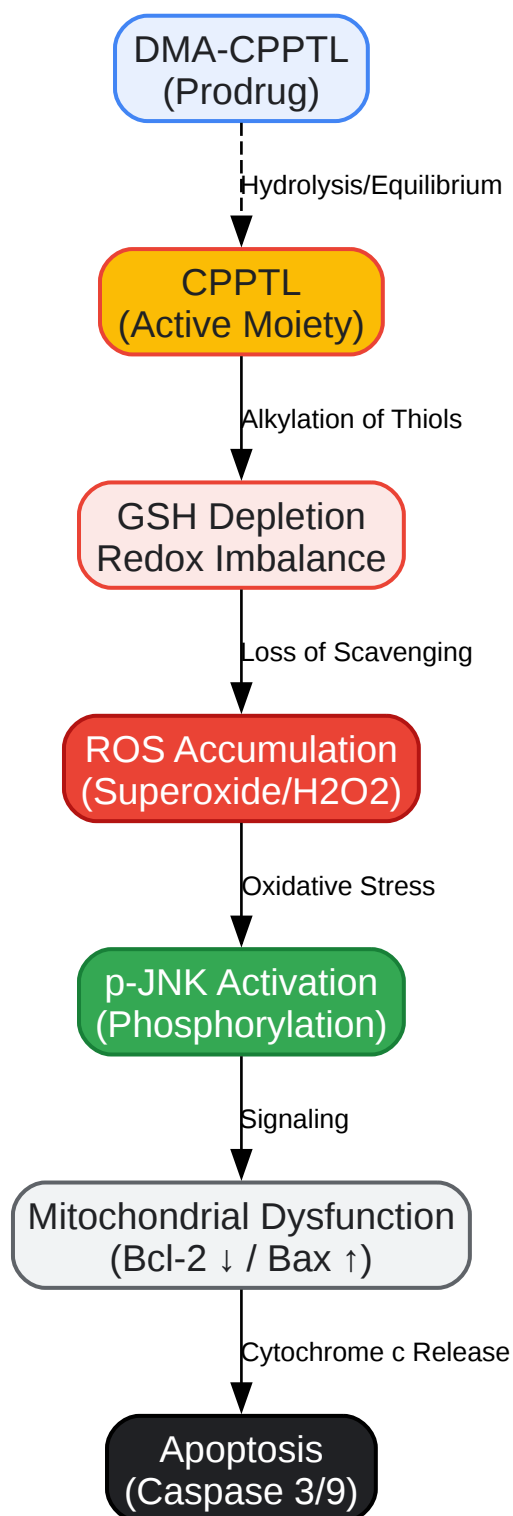 DMA-CPPTL
(Prodrug)
Hydrolysis/Equilibrium
CPPTL
(Active Moiety)
Alkylation of Thiols
GSH Depletion
Redox Imbalance
Loss of Scavenging
ROS Accumulation
(Superoxide/H2O2)
Oxidative Stress
p-JNK Activation
(Phosphorylation)
Signaling
Mitochondrial Dysfunction
(Bcl-2 ↓ / Bax ↑)
Cytochrome c Release
Apoptosis
(Caspase 3/9)